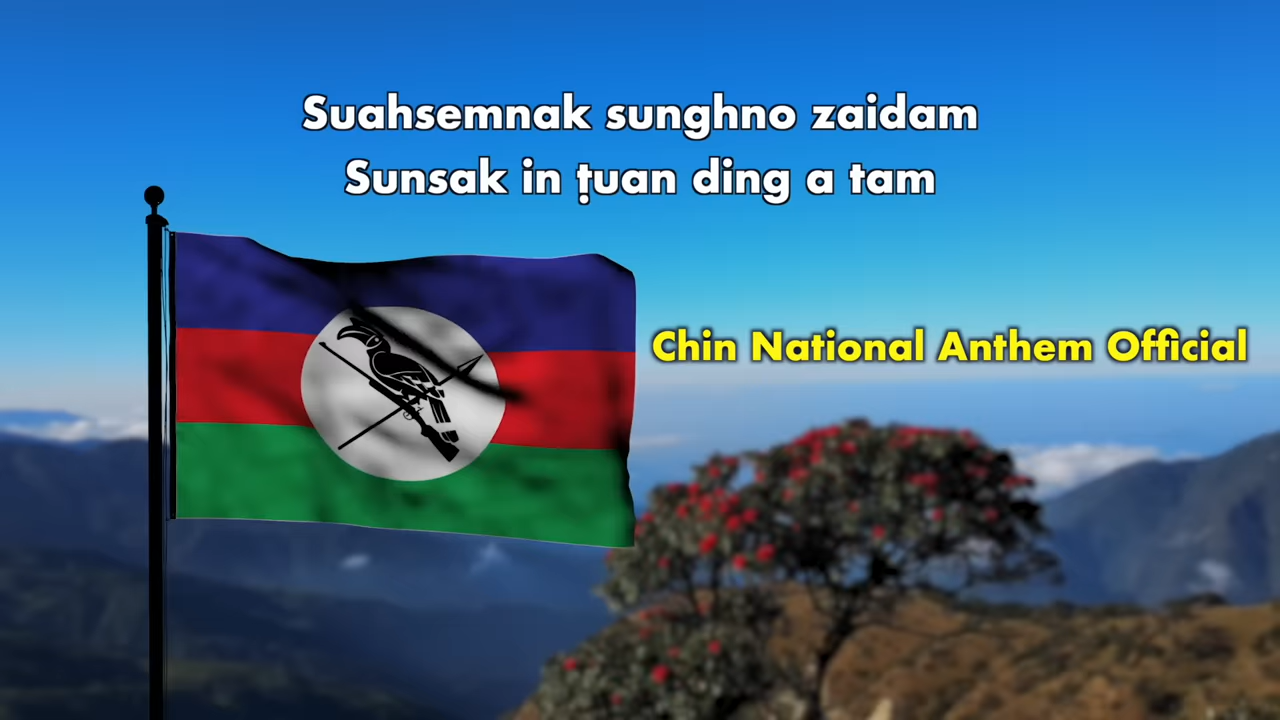 Suahsemnak sunghno zaidam
Sunsak in ṭuan ding a tam
Chin National Anthem Official